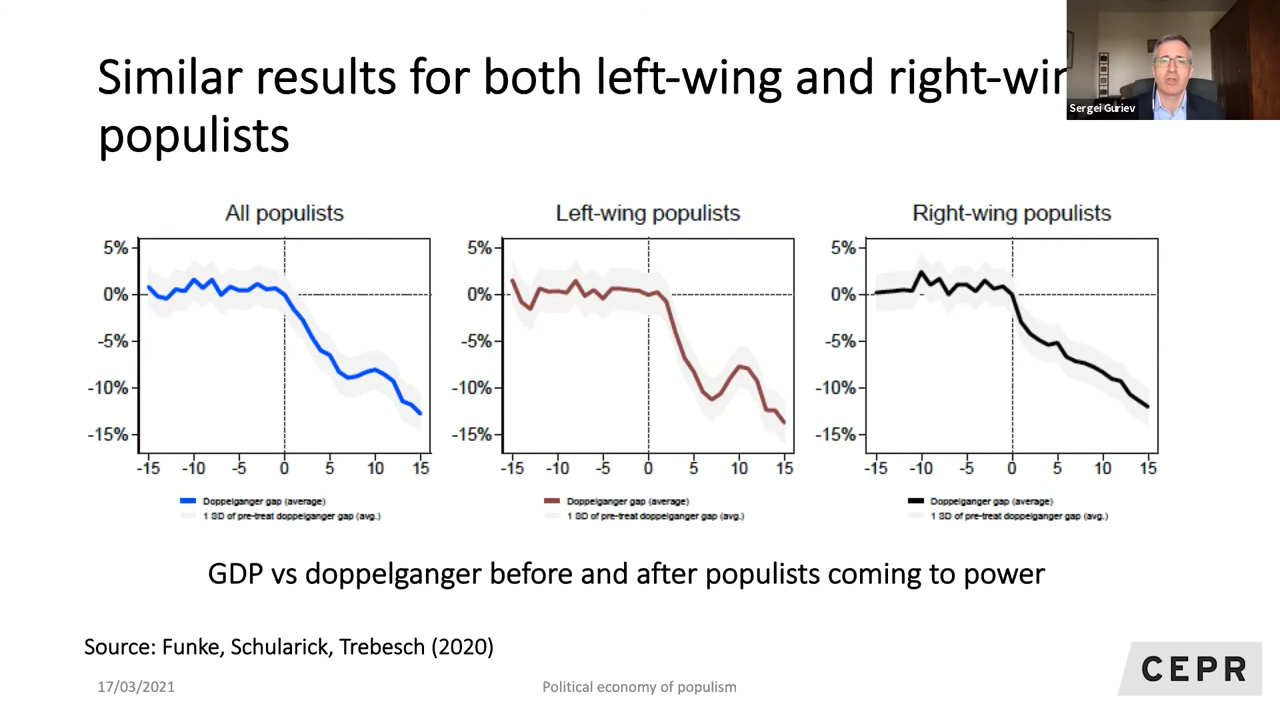 Similar results for both left-wing and right-win
populists
Sergei Guriev
All populists
5%
0%
-5%
-10%
-15%
-15 -10 -5 0 5 10 15
Doppelganger gap (average)
1 SD of pre-treat doppelganger gap (avg.)
Left-wing populists
5%
0%
-5%
-10%
-15%
-15 -10 -5 0 5 10 15
Doppelganger gap (average)
1 SD of pre-treat doppelganger gap (avg.)
Right-wing populists
5%
0%
-5%
-10%
-15%
-15 -10 -5 0 5 10 15
Doppelganger gap (average)
1 SD of pre-treat doppelganger gap (avg.)
GDP vs doppelganger before and after populists coming to power
Source: Funke, Schularick, Trebesch (2020)
17/03/2021
Political economy of populism
CEPR